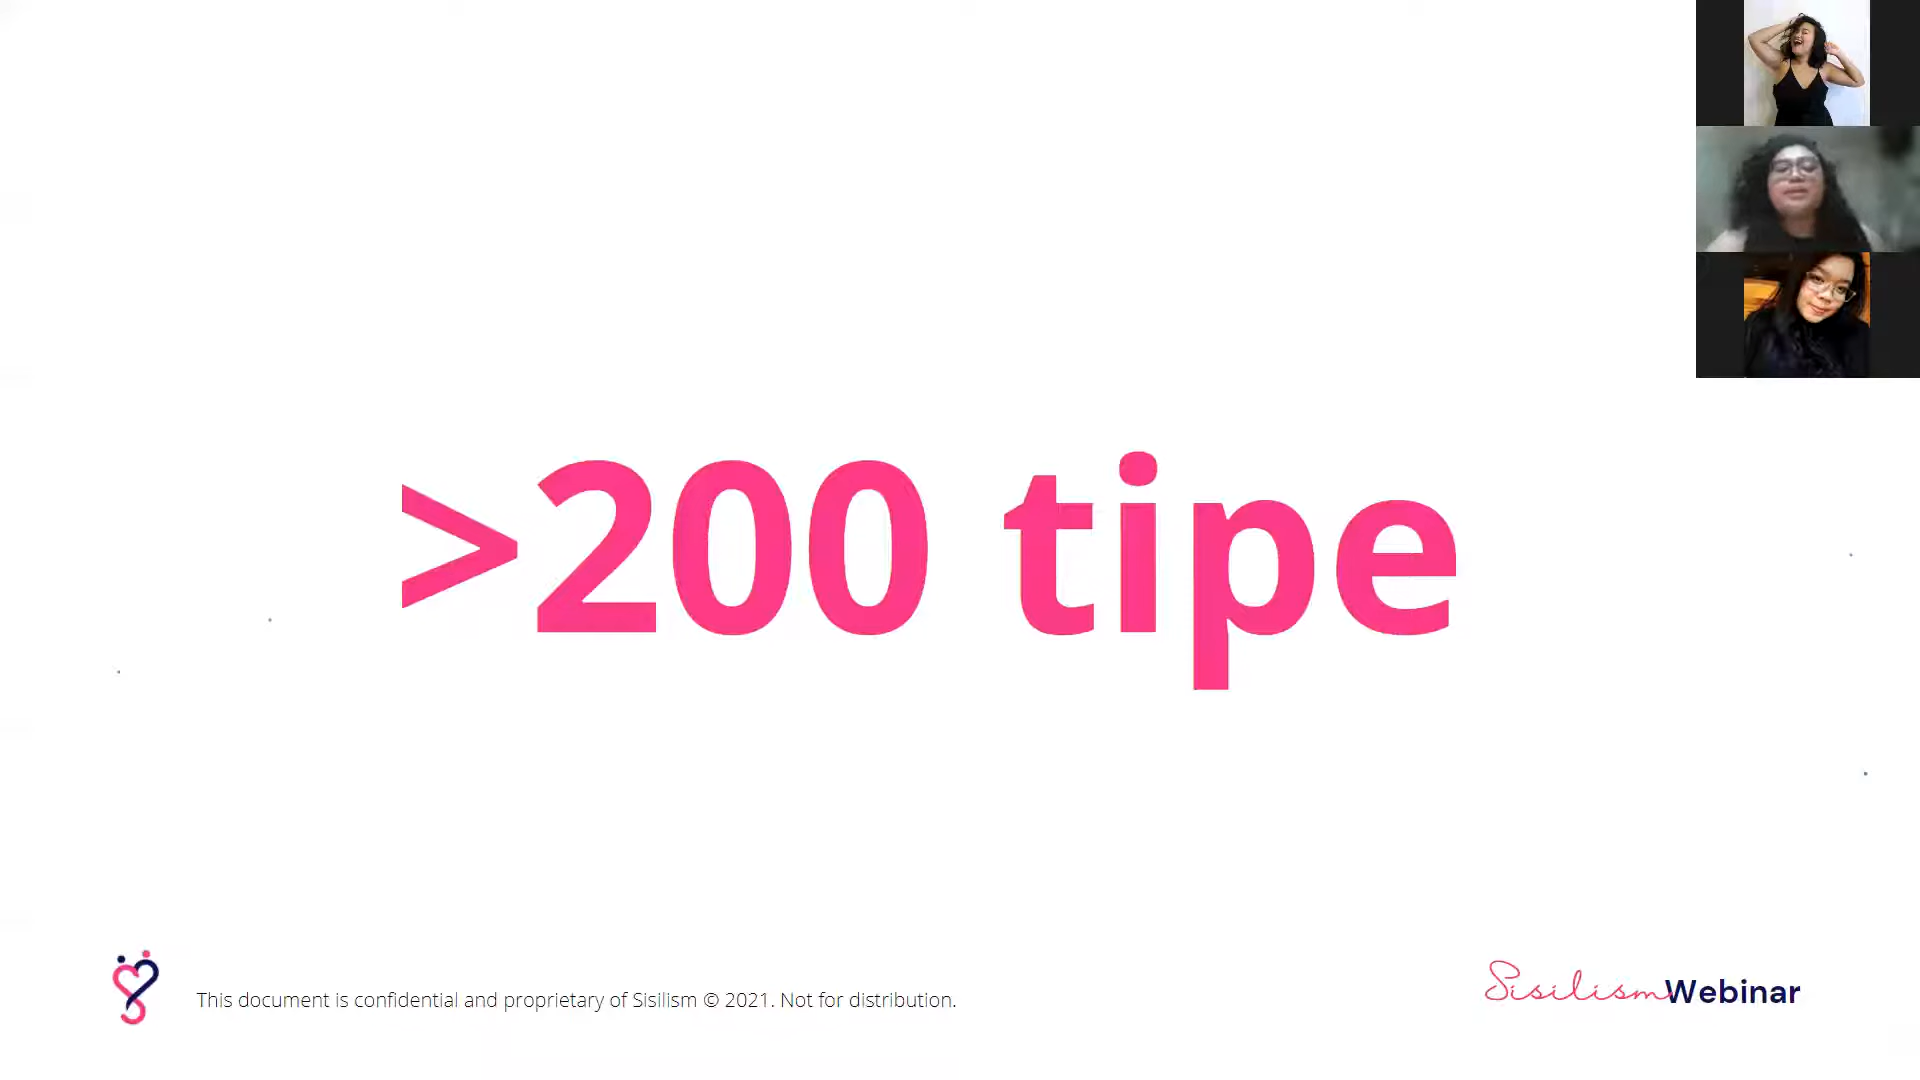 >200 tipe
This document is confidential and proprietary of Sisilism © 2021. Not for distribution.
Sisilism Webinar